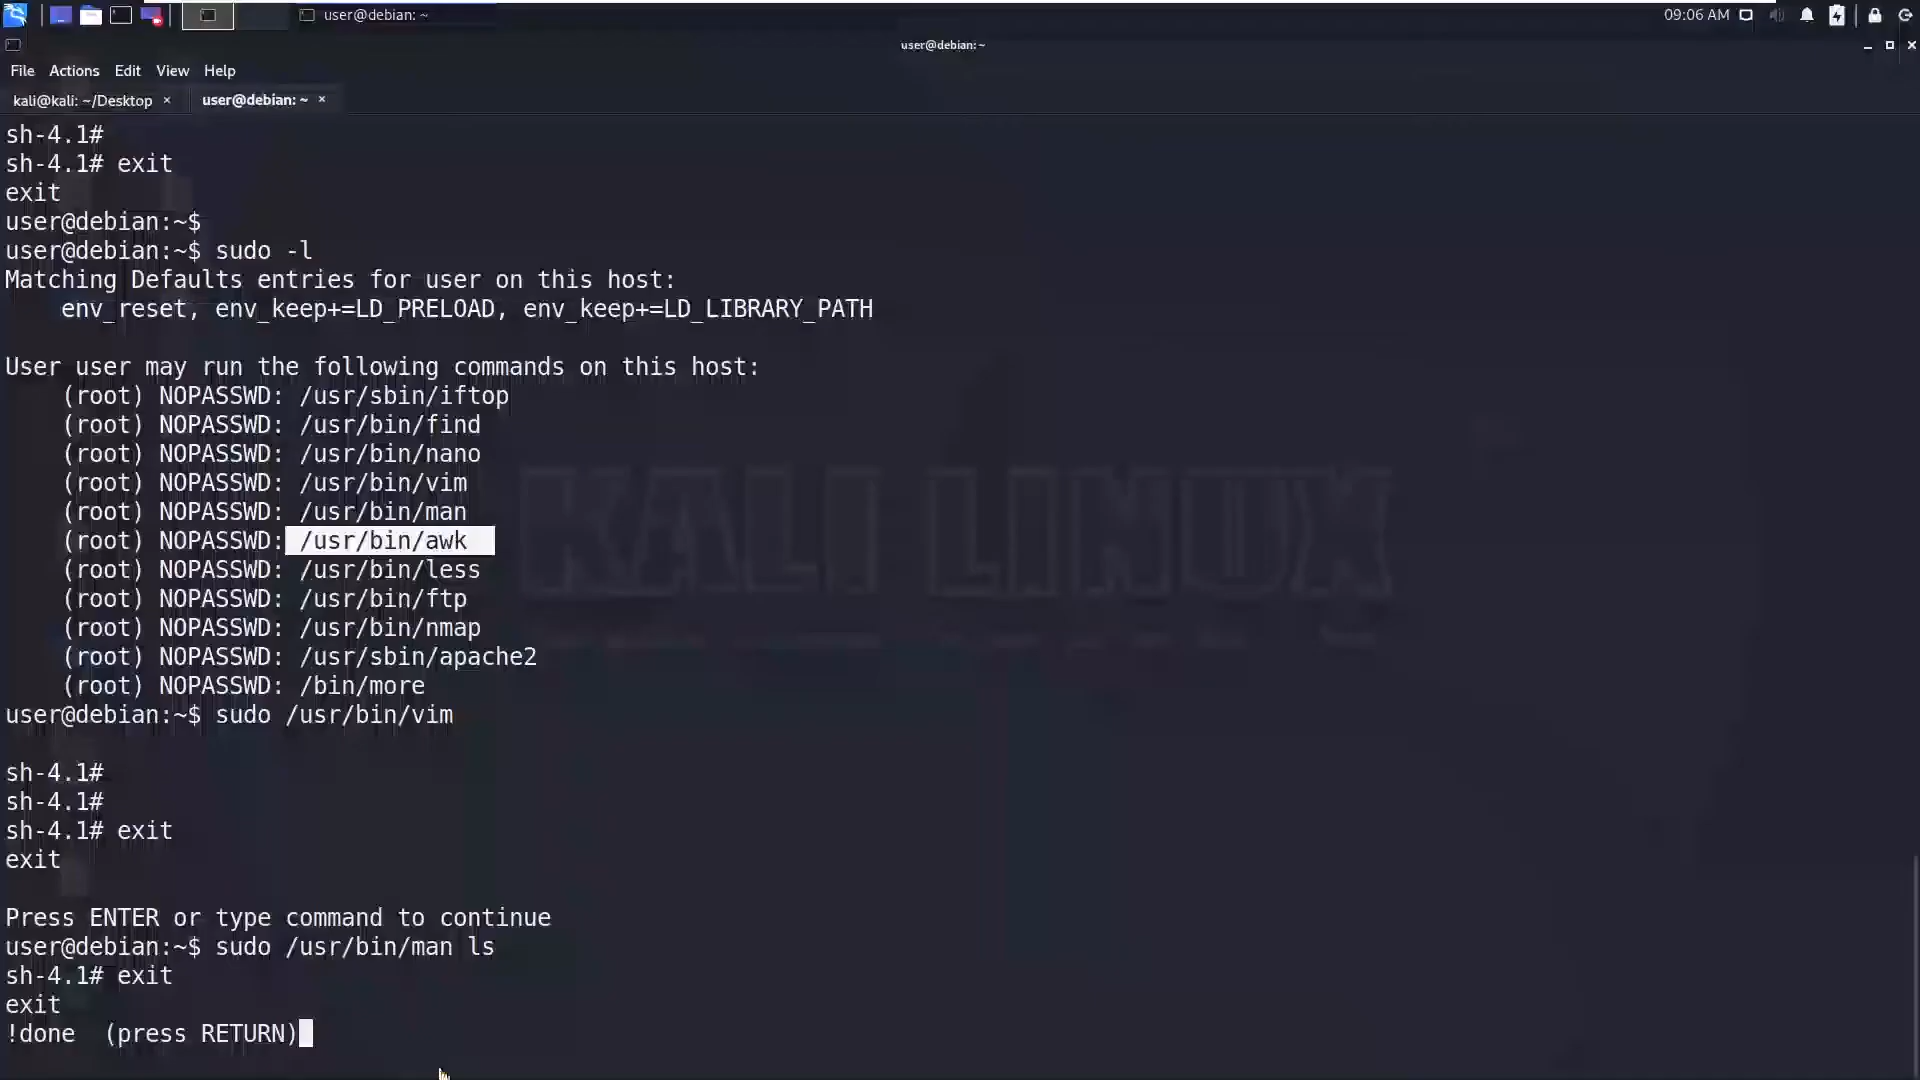 user@debian: ~
09:06 AM
user@debian: ~
File Actions Edit View Help
kali@kali: ~/Desktop × user@debian: ~ ×
sh-4.1#
sh-4.1# exit
exit
user@debian:~$
user@debian:~$ sudo -l
Matching Defaults entries for user on this host:
    env_reset, env_keep+=LD_PRELOAD, env_keep+=LD_LIBRARY_PATH
User user may run the following commands on this host:
    (root) NOPASSWD: /usr/sbin/iftop
    (root) NOPASSWD: /usr/bin/find
    (root) NOPASSWD: /usr/bin/nano
    (root) NOPASSWD: /usr/bin/vim
    (root) NOPASSWD: /usr/bin/man
    (root) NOPASSWD: /usr/bin/awk
    (root) NOPASSWD: /usr/bin/less
    (root) NOPASSWD: /usr/bin/ftp
    (root) NOPASSWD: /usr/bin/nmap
    (root) NOPASSWD: /usr/sbin/apache2
    (root) NOPASSWD: /bin/more
KALI LINUX
user@debian:~$ sudo /usr/bin/vim
sh-4.1#
sh-4.1#
sh-4.1# exit
exit
Press ENTER or type command to continue
user@debian:~$ sudo /usr/bin/man ls
sh-4.1# exit
exit
!done  (press RETURN)